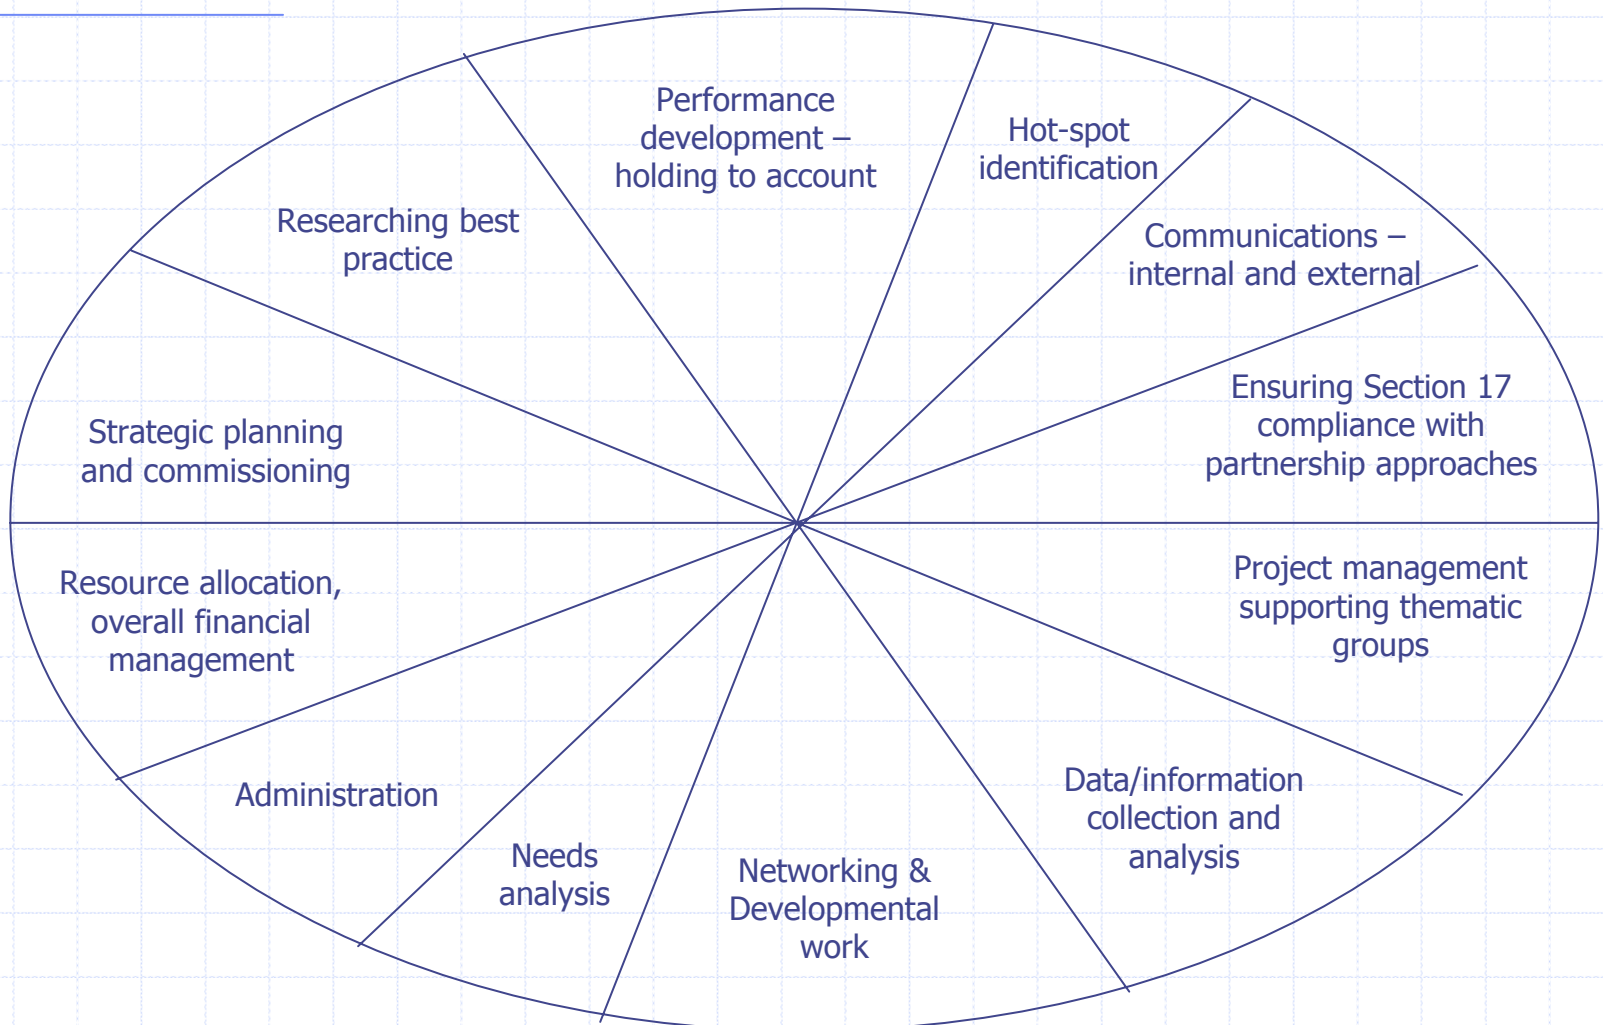 Performance
development –
holding to account
Hot-spot
identification
Communications –
internal and external
Ensuring Section 17
compliance with
partnership approaches
Project management
supporting thematic
groups
Data/information
collection and
analysis
Networking &
Developmental
work
Needs
analysis
Administration
Resource allocation,
overall financial
management
Strategic planning
and commissioning
Researching best
practice